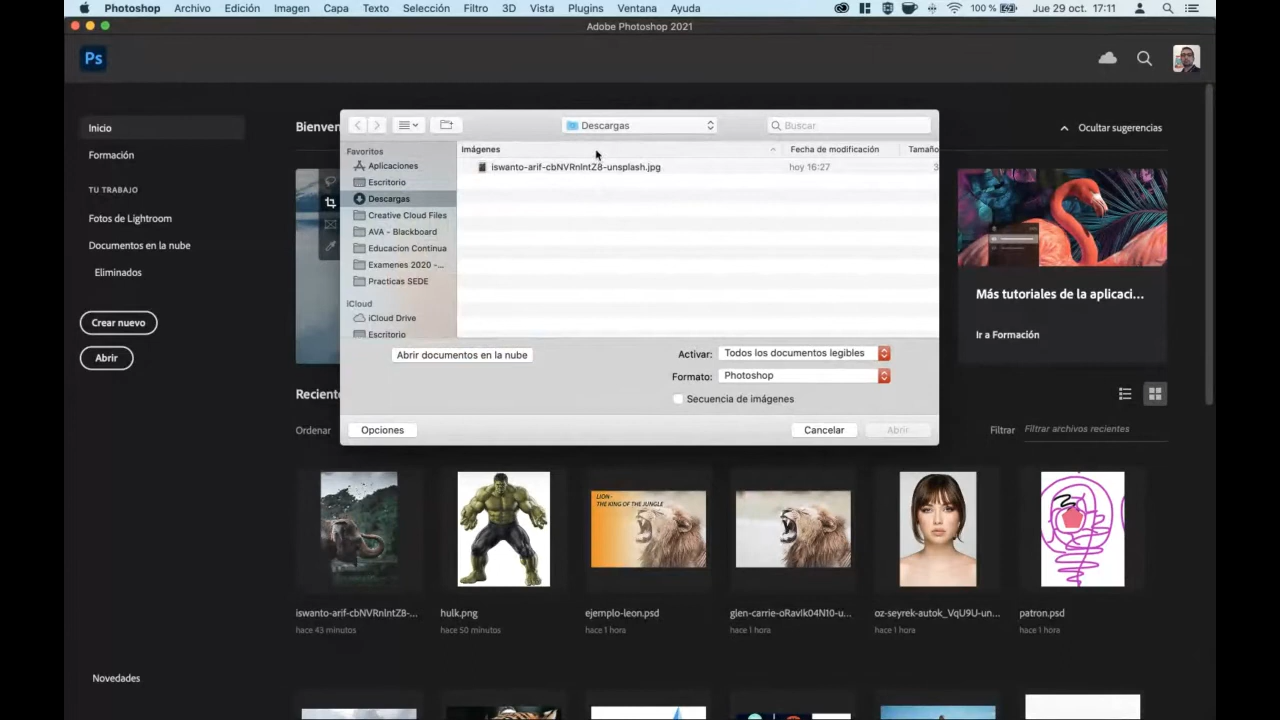 Photoshop Archivo Edición Imagen Capa Texto Selección Filtro 3D Vista Plugins Ventana Ayuda 100 % Jue 29 oct. 17:11
Adobe Photoshop 2021
Ps
Inicio
Formación
TU TRABAJO
Fotos de Lightroom
Documentos en la nube
Eliminados
Crear nuevo
Abrir
Novedades
Bienven
Ocultar sugerencias
Descargas
Buscar
Favoritos
Aplicaciones
Escritorio
Descargas
Creative Cloud Files
AVA - Blackboard
Educacion Continua
Examenes 2020 -...
Practicas SEDE
iCloud
iCloud Drive
Escritorio
Imágenes Fecha de modificación Tamaño
iswanto-arif-cbNVRnlntZ8-unsplash.jpg hoy 16:27 3
Abrir documentos en la nube
Activar: Todos los documentos legibles
Formato: Photoshop
Secuencia de imágenes
Opciones
Cancelar
Abrir
Más tutoriales de la aplicaci...
Ir a Formación
Reciente
Ordenar
Filtrar Filtrar archivos recientes
LION -
THE KING OF THE JUNGLE
iswanto-arif-cbNVRnlntZ8-... hulk.png ejemplo-leon.psd glen-carrie-oRavlk04N10-u... oz-seyrek-autok_VqU9U-un... patron.psd
hace 43 minutos hace 50 minutos hace 1 hora hace 1 hora hace 1 hora hace 1 hora